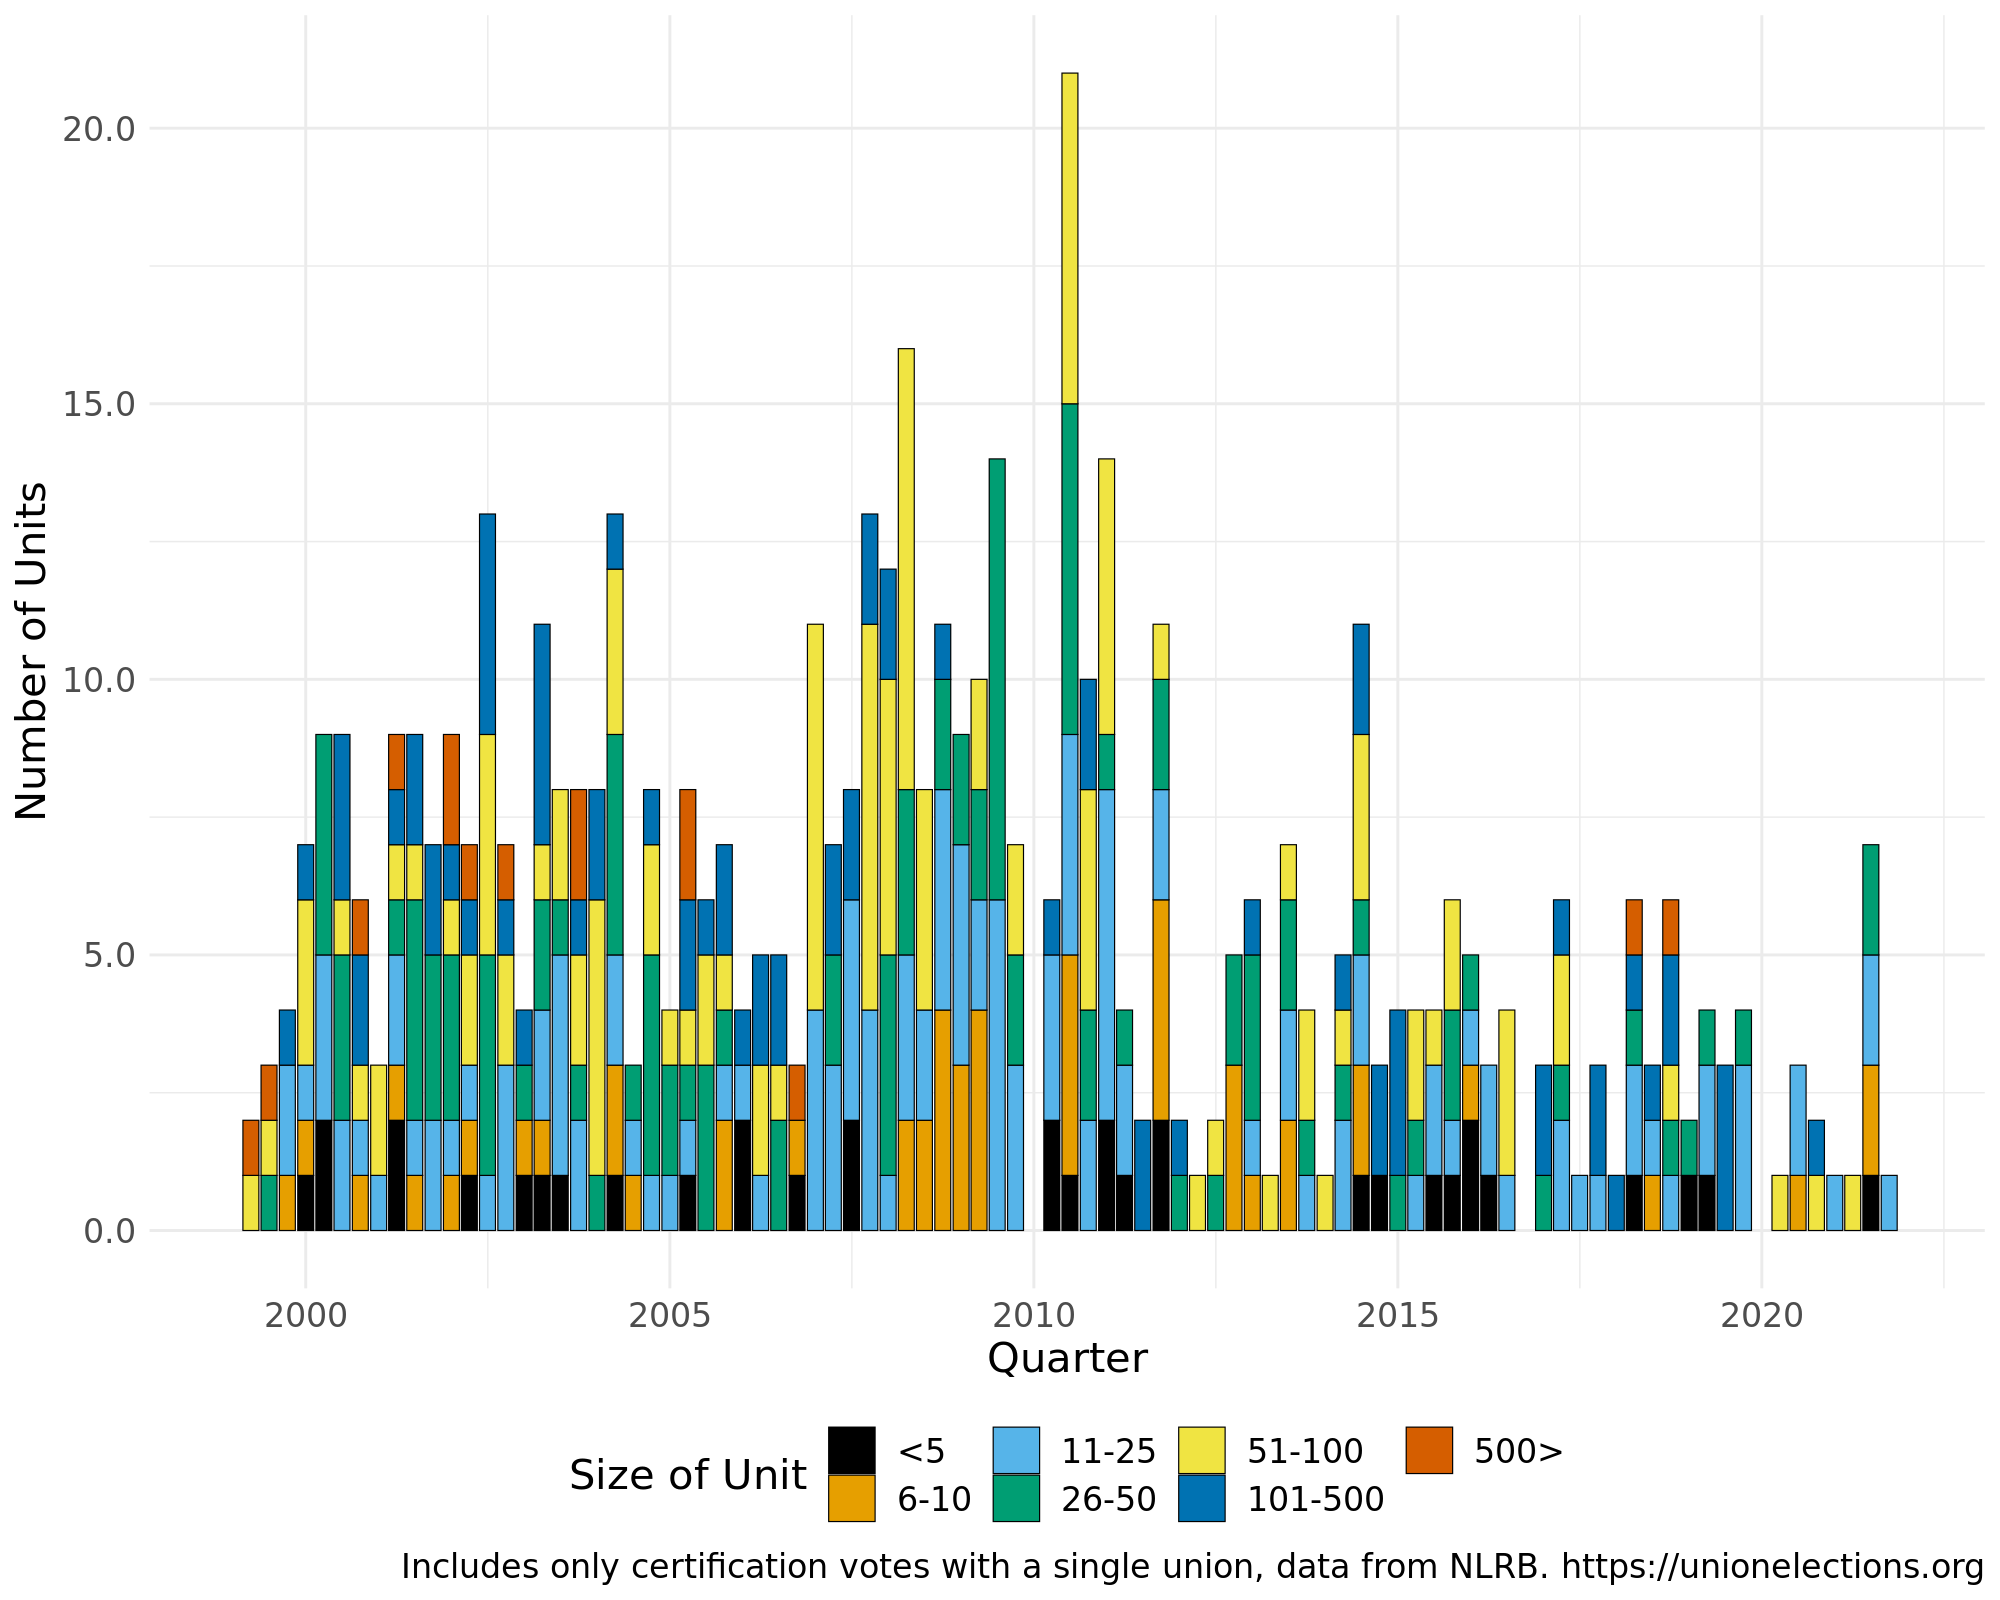 20.0
15.0
10.0
5.0
0.0
Number of Units
2000 2005 2010 2015 2020
Quarter
Size of Unit
<5 11-25 51-100 500>
6-10 26-50 101-500
Includes only certification votes with a single union, data from NLRB. https://unionelections.org